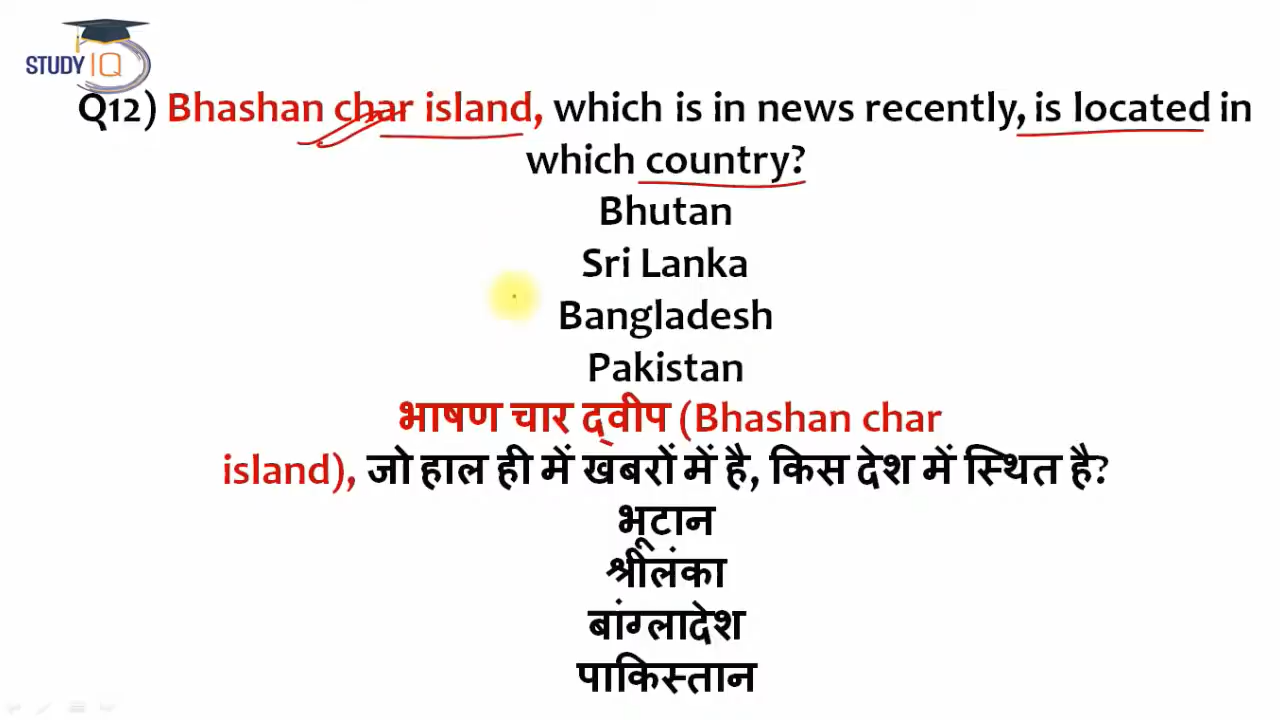 STUDY IQ
Q12) Bhashan char island, which is in news recently, is located in
which country?
Bhutan
Sri Lanka
Bangladesh
Pakistan
भाषण चार द्वीप (Bhashan char
island), जो हाल ही में खबरों में है, किस देश में स्थित है?
भूटान
श्रीलंका
बांग्लादेश
पाकिस्तान